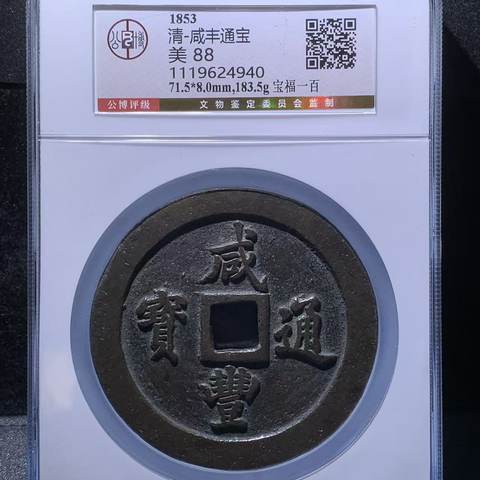 1853
清-咸丰通宝
美 88
1119624940
71.5*8.0mm,183.5g 宝福一百
公博评级
文物鉴定委员会监制
咸
寶 通
豐